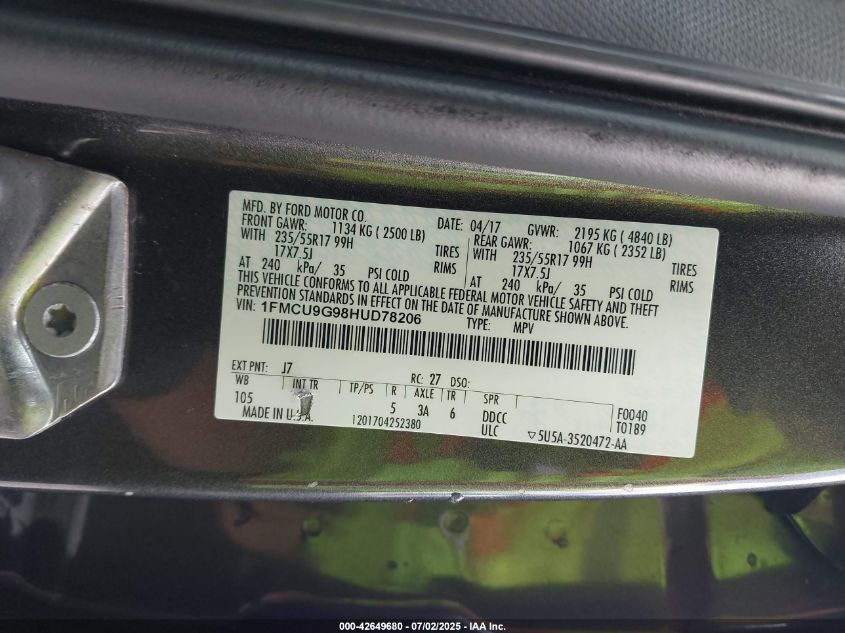 MFD. BY FORD MOTOR CO. DATE: 04/17 GVWR: 2195 KG ( 4840 LB)
FRONT GAWR: 1134 KG ( 2500 LB) REAR GAWR: 1067 KG ( 2352 LB)
WITH 235/55R17 99H TIRES WITH 235/55R17 99H TIRES
17X7.5J RIMS 17X7.5J RIMS
AT 240 kPa/ 35 PSI COLD AT 240 kPa/ 35 PSI COLD
THIS VEHICLE CONFORMS TO ALL APPLICABLE FEDERAL MOTOR VEHICLE SAFETY AND THEFT
PREVENTION STANDARDS IN EFFECT ON THE DATE OF MANUFACTURE SHOWN ABOVE.
VIN: 1FMCU9G98HUD78206 TYPE: MPV
EXT PNT: J7 RC: 27 DSO:
WB INT TR TP/PS R AXLE TR SPR
105 5 3A 6 DDCC F0040
MADE IN U.S.A. 1201704252380 ULC ▽5U5A-3520472-AA T0189
000-42649680 - 07/02/2025 - IAA Inc.